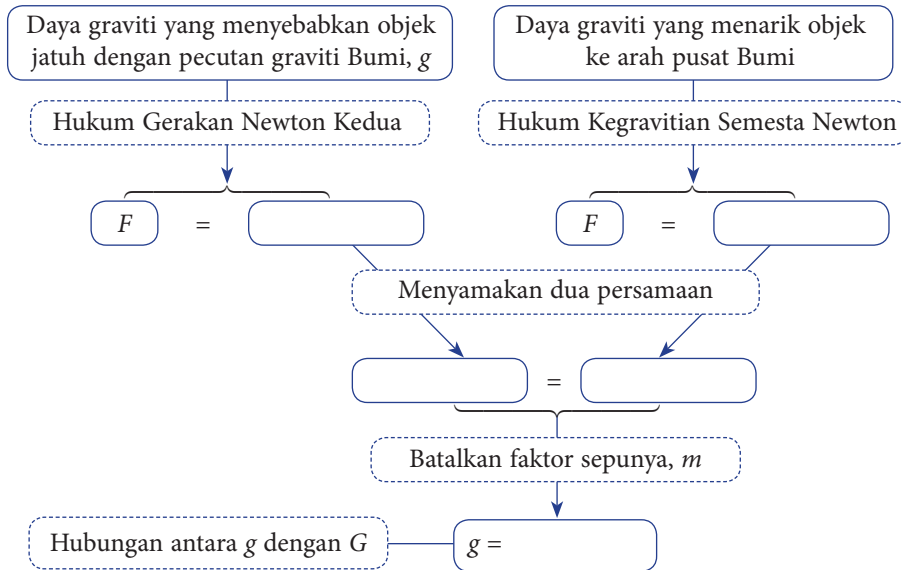 Daya graviti yang menyebabkan objek
jatuh dengan pecutan graviti Bumi, g
Daya graviti yang menarik objek
ke arah pusat Bumi
Hukum Gerakan Newton Kedua
Hukum Kegravitian Semesta Newton
F =
F =
Menyamakan dua persamaan
=
Batalkan faktor sepunya, m
Hubungan antara g dengan G
g =